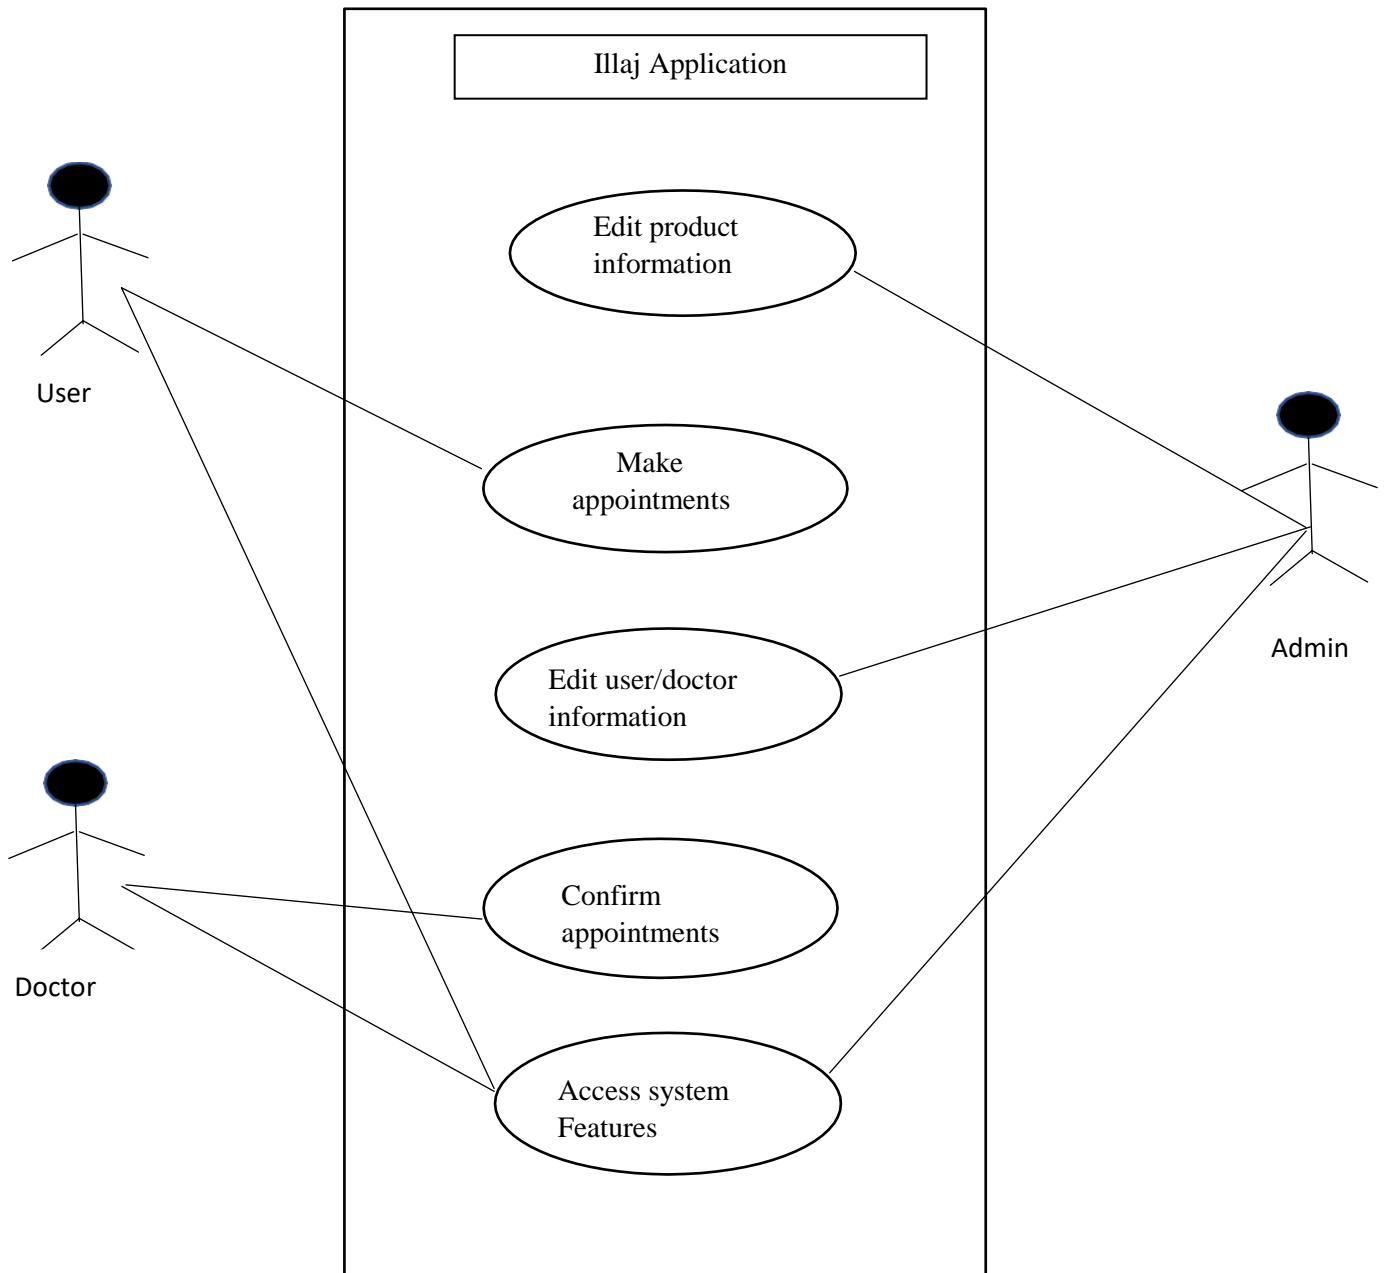 Illaj Application
Edit product
information
User
Make
appointments
Admin
Edit user/doctor
information
Confirm
appointments
Doctor
Access system
Features